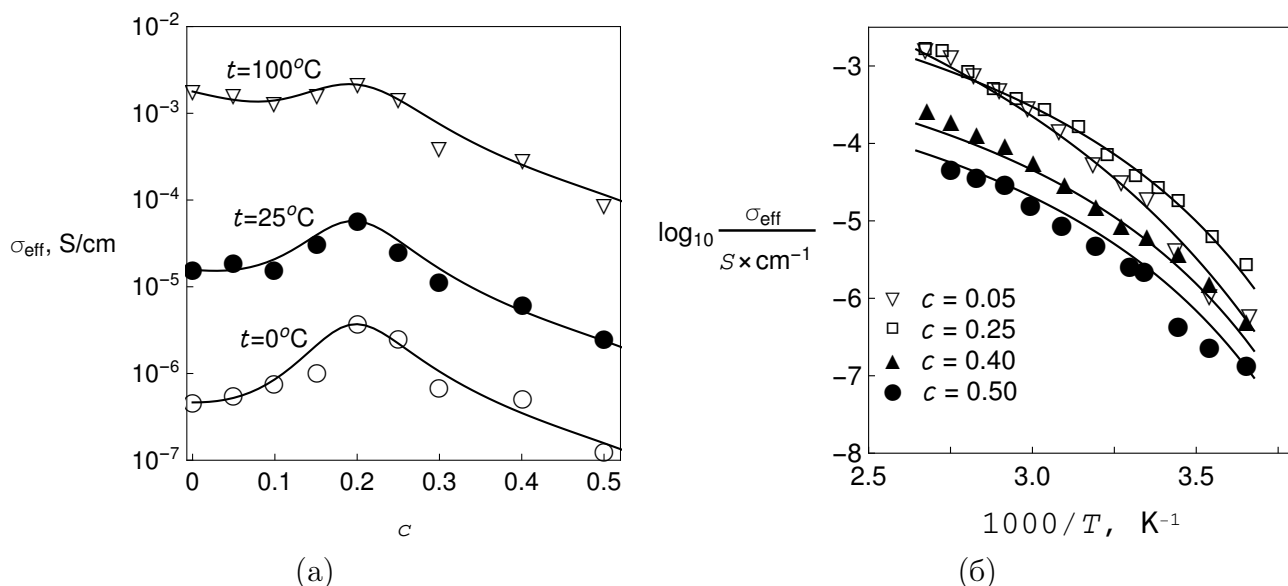 10⁻²
10⁻³
10⁻⁴
10⁻⁵
10⁻⁶
10⁻⁷
σeff, S/cm
t=100°C
t=25°C
t=0°C
0 0.1 0.2 0.3 0.4 0.5
c
(а)
-3
-4
-5
-6
-7
-8
log₁₀ σeff / S×cm⁻¹
c = 0.05
c = 0.25
c = 0.40
c = 0.50
2.5 3.0 3.5
1000/T, K⁻¹
(б)